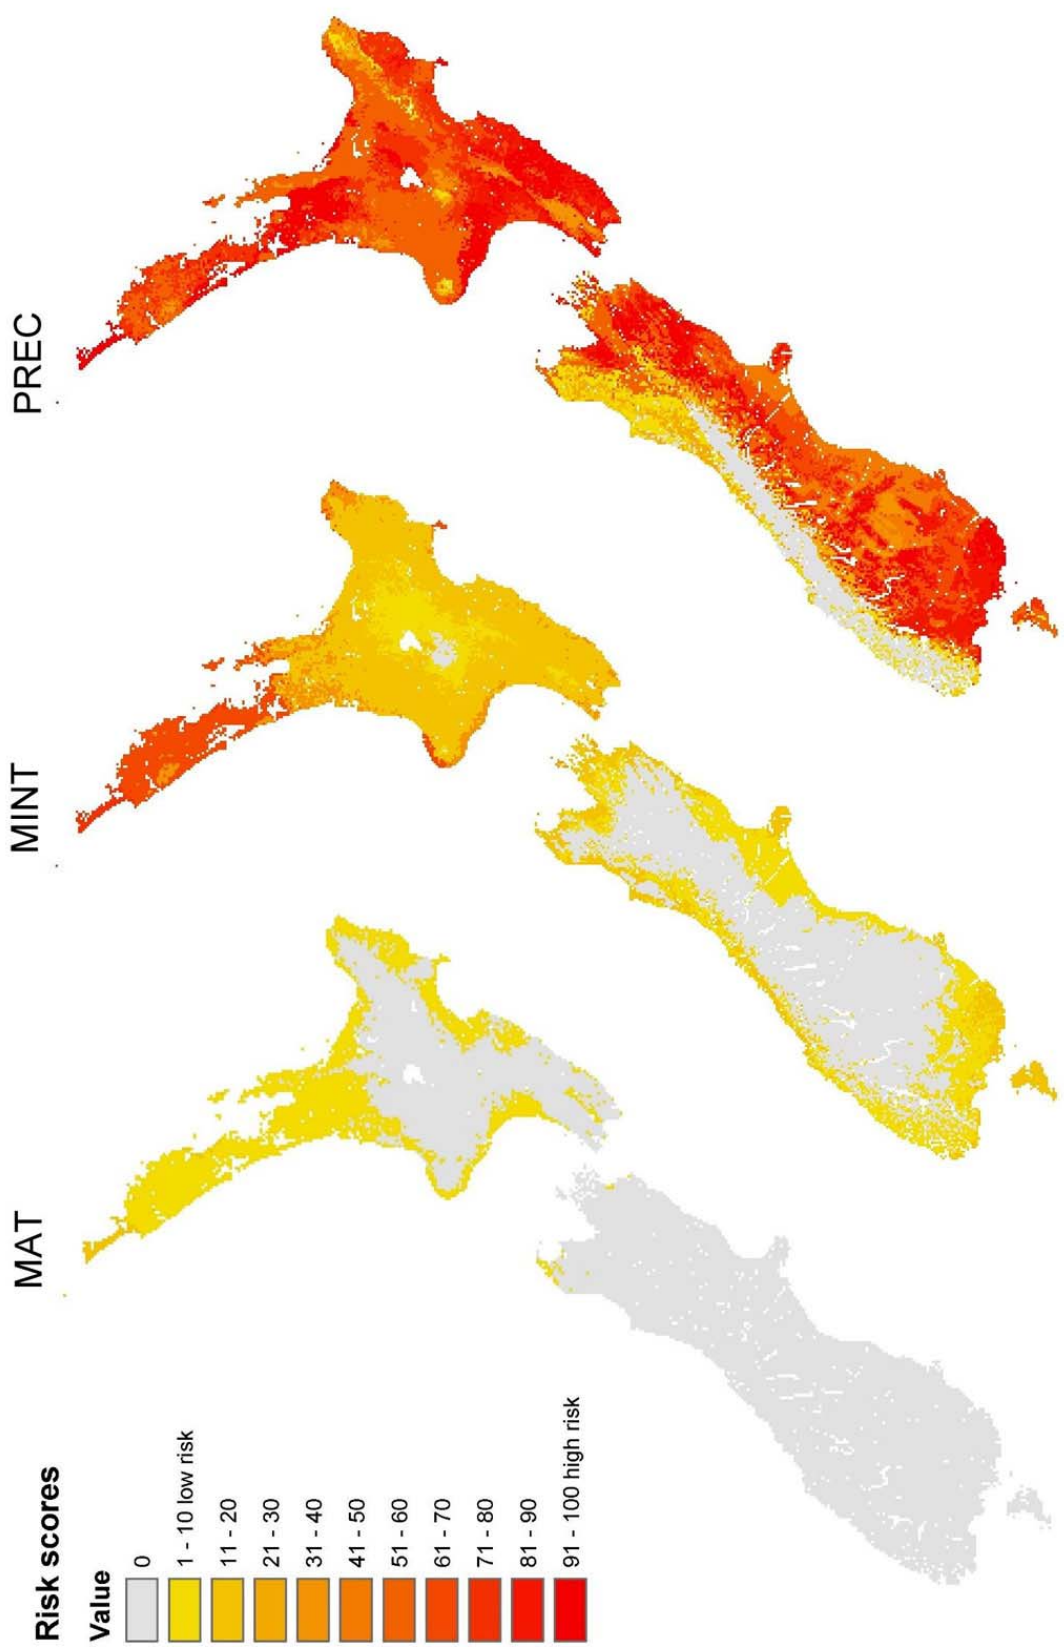 PREC
MINT
MAT
Risk scores
Value
0
1 - 10 low risk
11 - 20
21 - 30
31 - 40
41 - 50
51 - 60
61 - 70
71 - 80
81 - 90
91 - 100 high risk